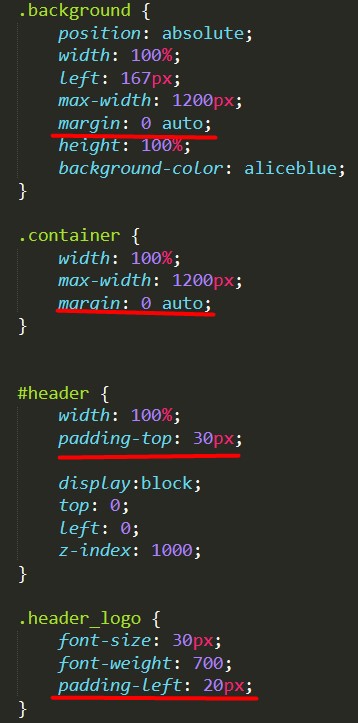 .background {
position: absolute;
width: 100%;
left: 167px;
max-width: 1200px;
margin: 0 auto;
height: 100%;
background-color: aliceblue;
}
.container {
width: 100%;
max-width: 1200px;
margin: 0 auto;
}
#header {
width: 100%;
padding-top: 30px;
display:block;
top: 0;
left: 0;
z-index: 1000;
}
.header_logo {
font-size: 30px;
font-weight: 700;
padding-left: 20px;
}